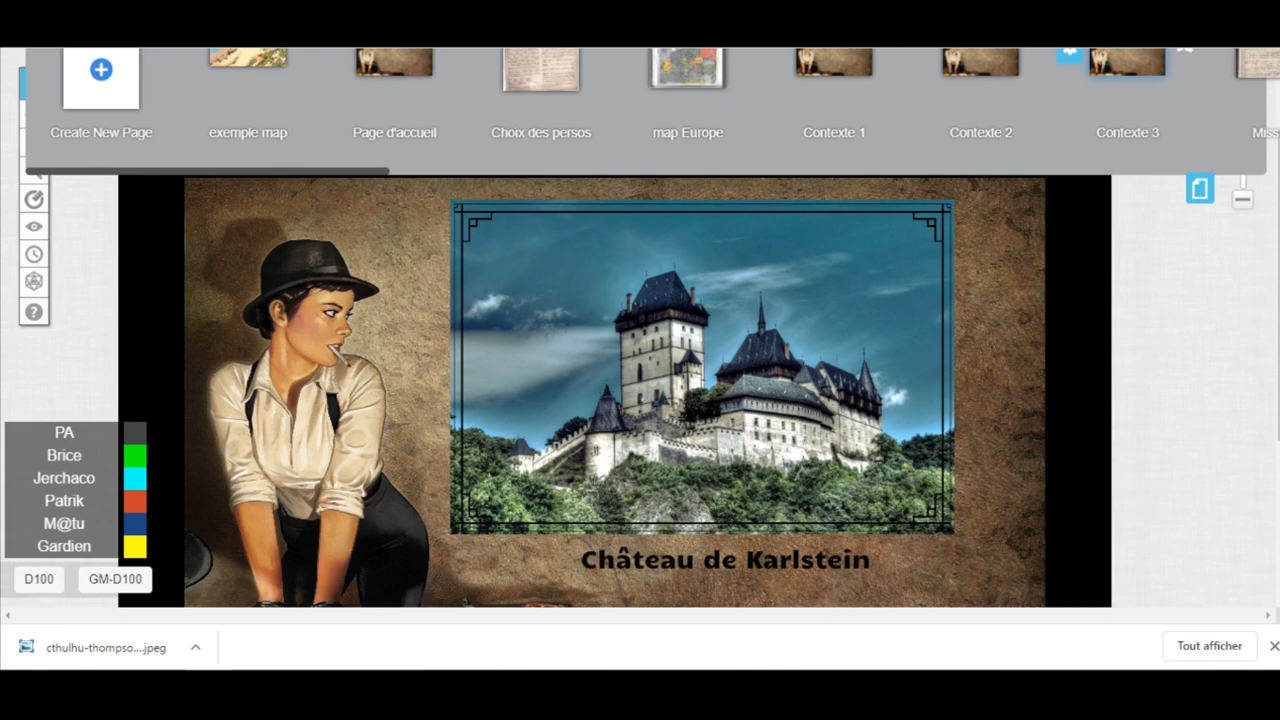 Create New Page
exemple map
Page d'accueil
Choix des persos
map Europe
Contexte 1
Contexte 2
Contexte 3
Miss
PA
Brice
Jerchaco
Patrik
M@tu
Gardien
D100
GM-D100
Château de Karlstein
cthulhu-thompso....jpeg
Tout afficher